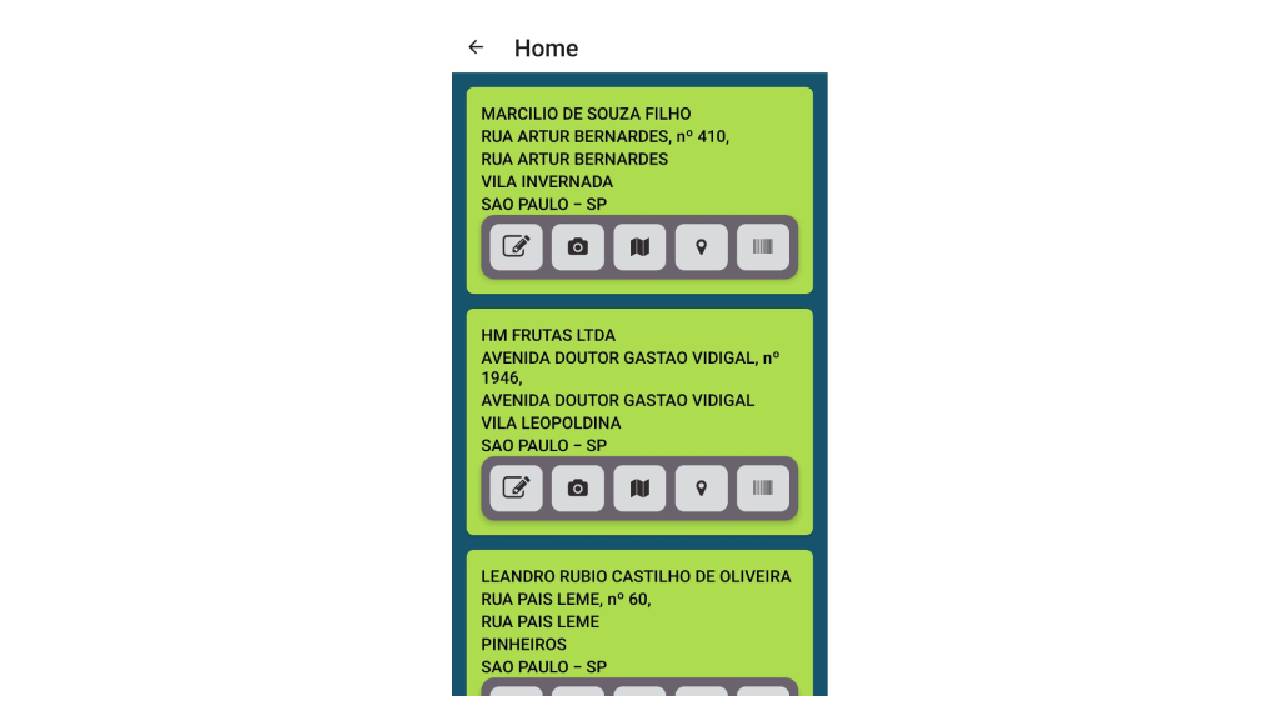 Home
MARCILIO DE SOUZA FILHO
RUA ARTUR BERNARDES, nº 410,
RUA ARTUR BERNARDES
VILA INVERNADA
SAO PAULO – SP
HM FRUTAS LTDA
AVENIDA DOUTOR GASTAO VIDIGAL, nº
1946,
AVENIDA DOUTOR GASTAO VIDIGAL
VILA LEOPOLDINA
SAO PAULO – SP
LEANDRO RUBIO CASTILHO DE OLIVEIRA
RUA PAIS LEME, nº 60,
RUA PAIS LEME
PINHEIROS
SAO PAULO – SP